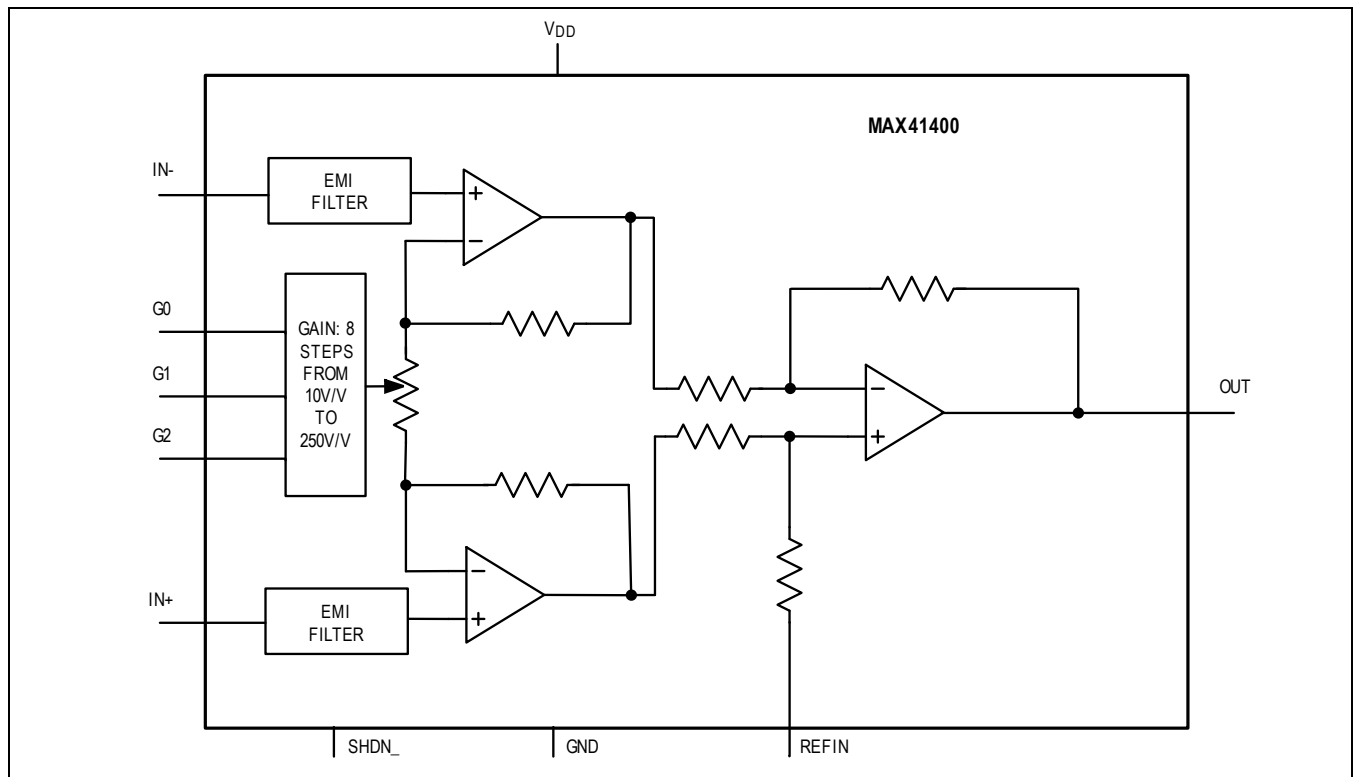 VDD
MAX41400
IN-
EMI
FILTER
+
−
G0
G1
G2
GAIN: 8
STEPS
FROM
10V/V
TO
250V/V
−
+
OUT
−
+
IN+
EMI
FILTER
SHDN_
GND
REFIN